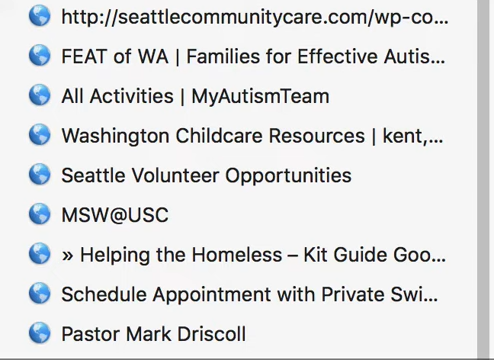 http://seattlecommunitycare.com/wp-co...
FEAT of WA | Families for Effective Autis...
All Activities | MyAutismTeam
Washington Childcare Resources | kent,...
Seattle Volunteer Opportunities
MSW@USC
» Helping the Homeless – Kit Guide Goo...
Schedule Appointment with Private Swi...
Pastor Mark Driscoll